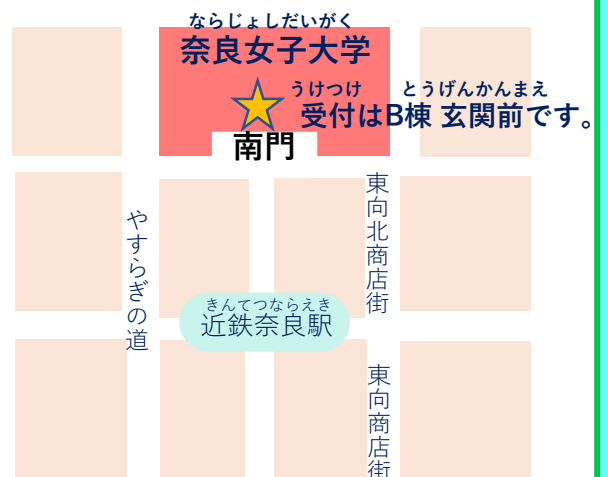 ならじょしだいがく
奈良女子大学
うけつけ とうげんかんまえ
受付はB棟 玄関前です。
南門
東向北商店街
やすらぎの道
きんてつならえき
近鉄奈良駅
東向商店街